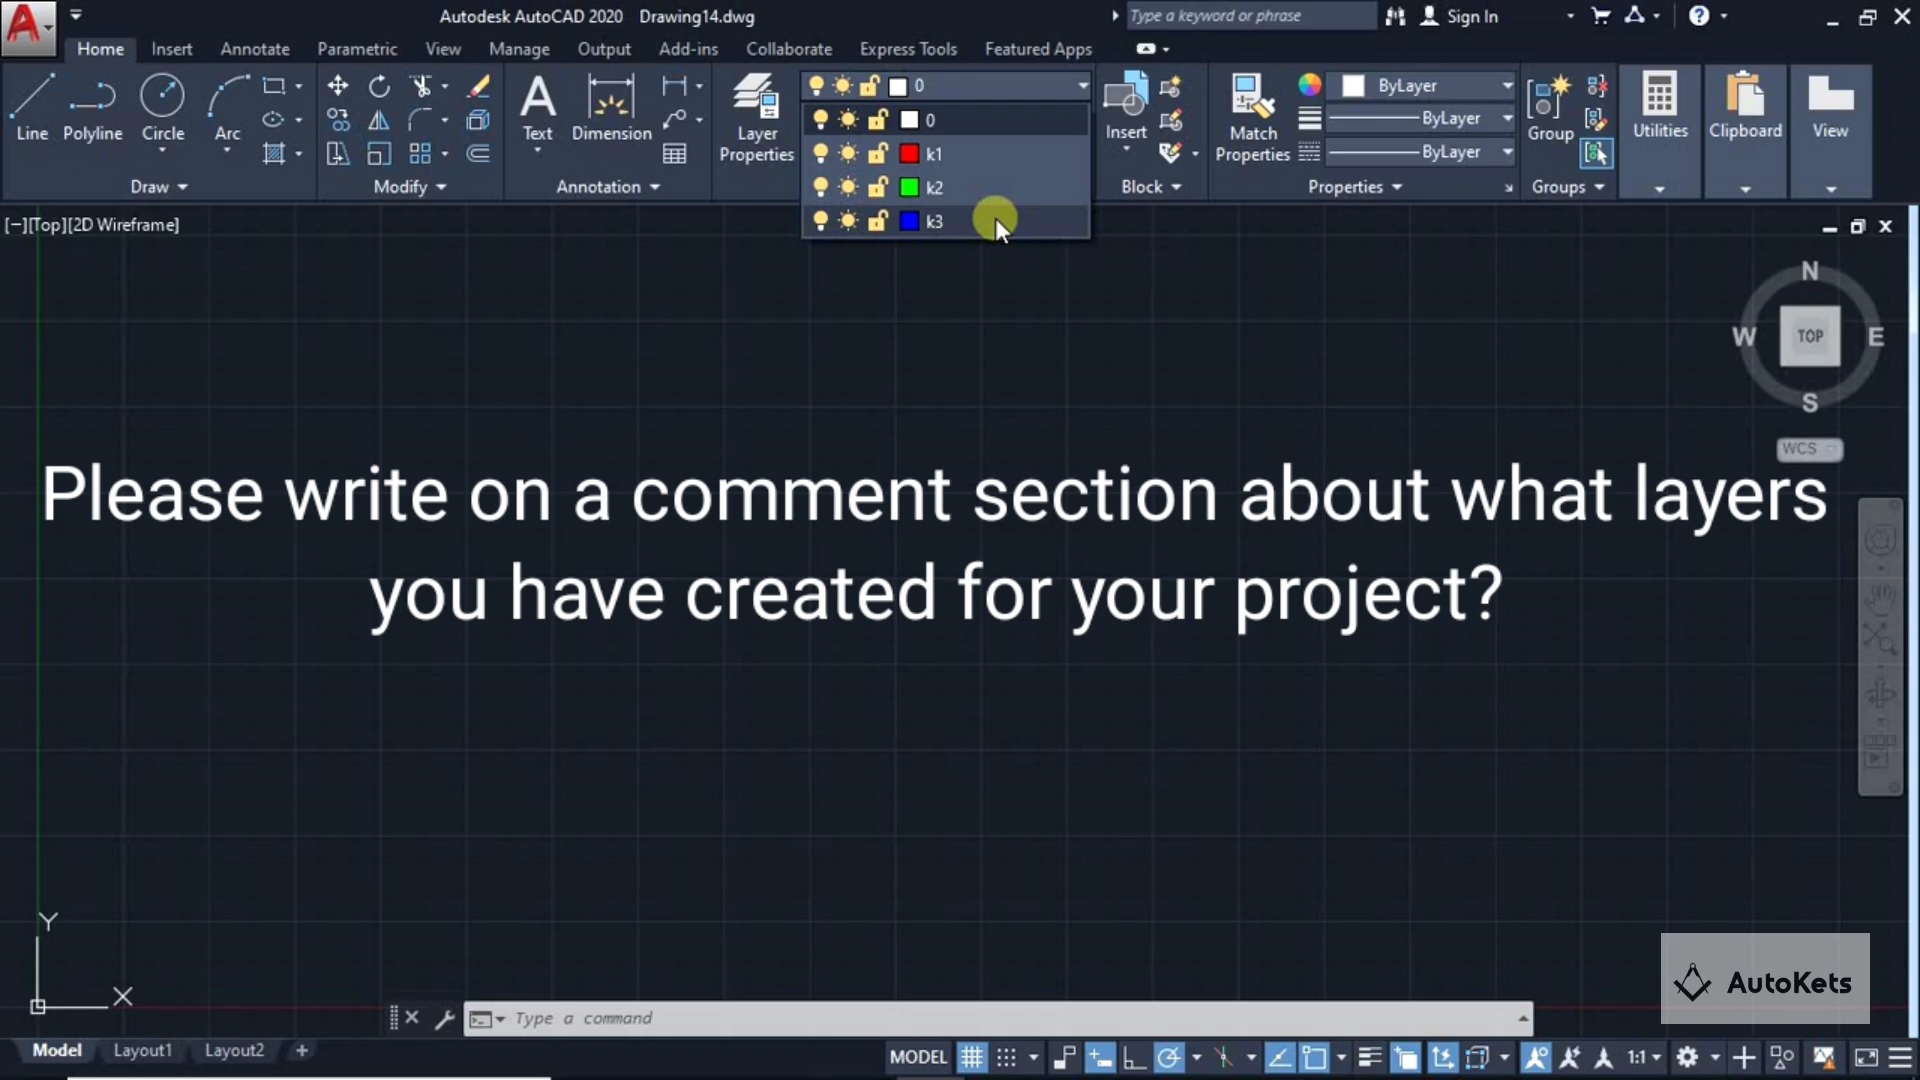 Autodesk AutoCAD 2020 Drawing14.dwg
Type a keyword or phrase
Sign In
Home Insert Annotate Parametric View Manage Output Add-ins Collaborate Express Tools Featured Apps
Line
Polyline
Circle
Arc
Draw
Modify
Text
Dimension
Annotation
Layer
Properties
0
0
k1
k2
k3
Insert
Block
Match
Properties
ByLayer
ByLayer
ByLayer
Properties
Group
Groups
Utilities
Clipboard
View
[−][Top][2D Wireframe]
N
W TOP E
S
WCS
Please write on a comment section about what layers
you have created for your project?
Y
X
AutoKets
Type a command
Model Layout1 Layout2 +
MODEL
1:1